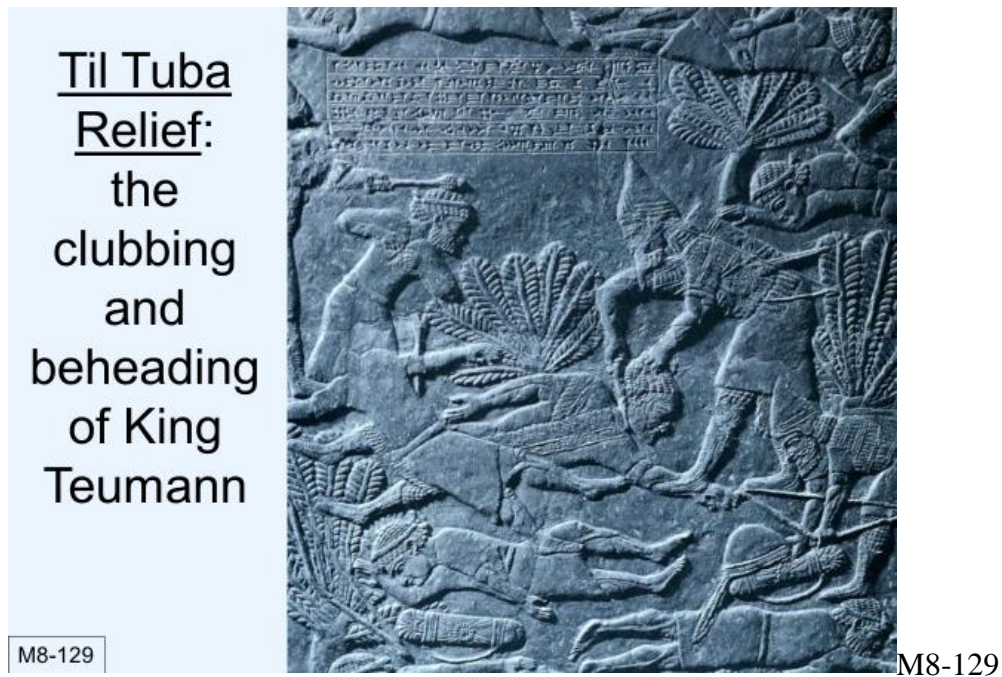 Til Tuba
Relief:
the
clubbing
and
beheading
of King
Teumann
M8-129
M8-129